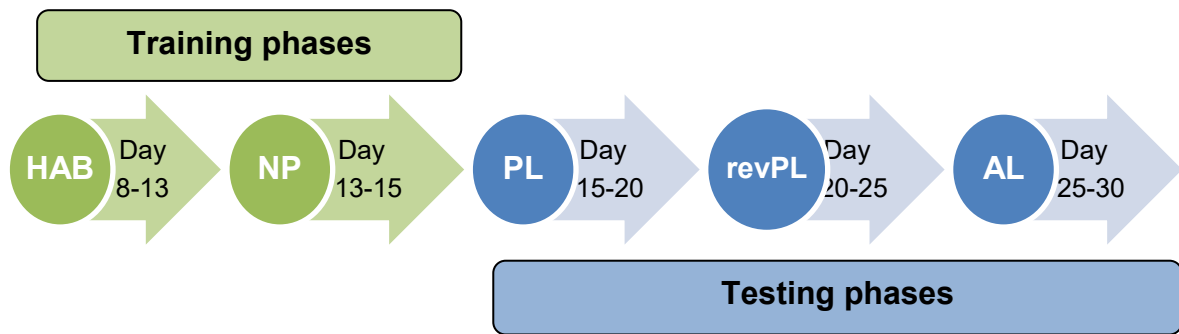 Training phases
HAB
Day
8-13
NP
Day
13-15
PL
Day
15-20
revPL
Day
20-25
AL
Day
25-30
Testing phases